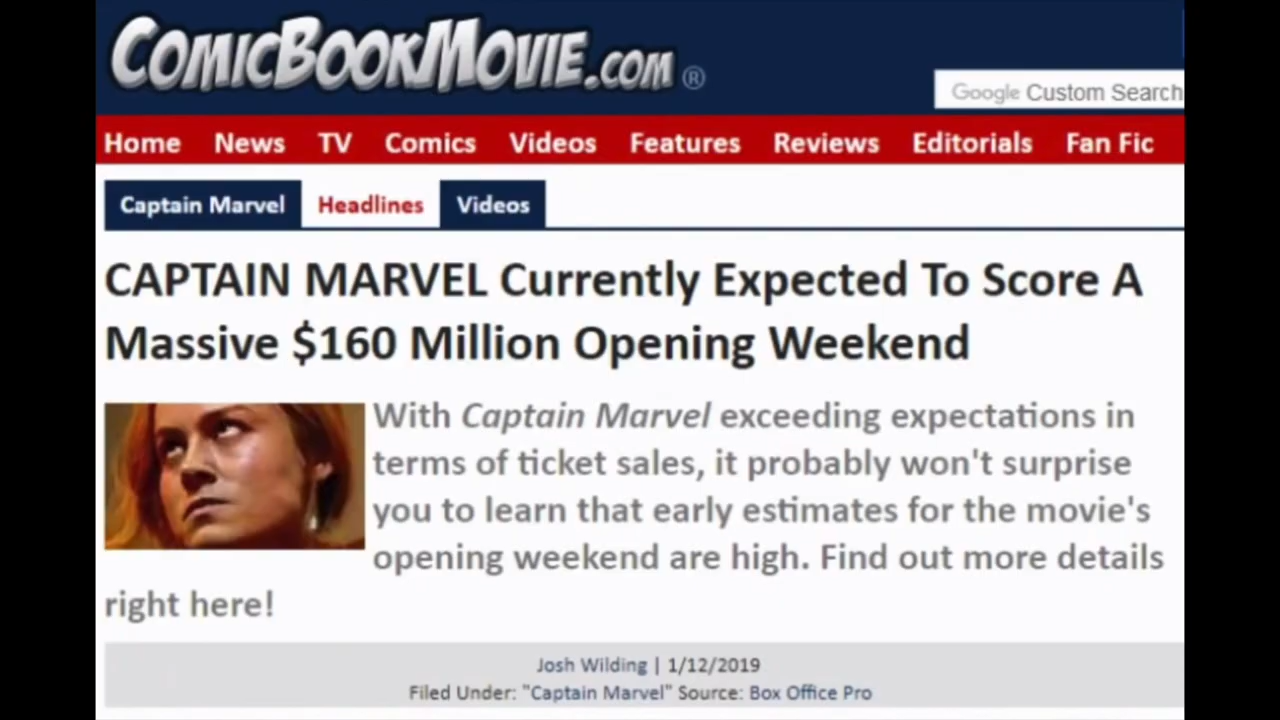 COMICBOOKMOVIE.COM ®
Google Custom Search
Home News TV Comics Videos Features Reviews Editorials Fan Fic
Captain Marvel Headlines Videos
CAPTAIN MARVEL Currently Expected To Score A
Massive $160 Million Opening Weekend
With Captain Marvel exceeding expectations in
terms of ticket sales, it probably won't surprise
you to learn that early estimates for the movie's
opening weekend are high. Find out more details
right here!
Josh Wilding | 1/12/2019
Filed Under: "Captain Marvel" Source: Box Office Pro